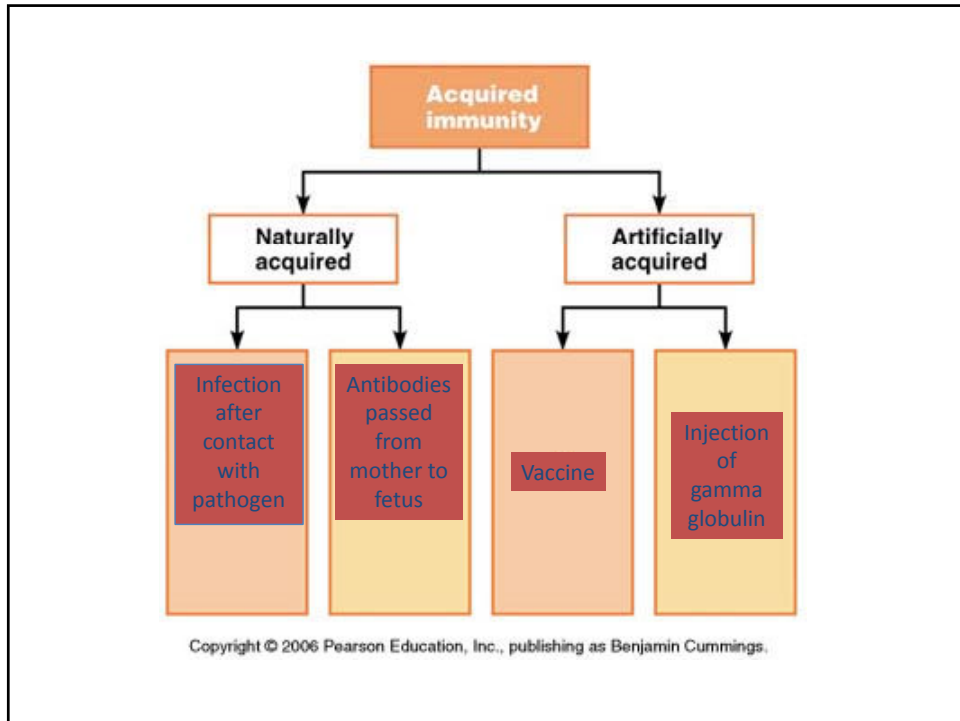 Acquired
immunity
Naturally
acquired
Artificially
acquired
Infection
after
contact
with
pathogen
Antibodies
passed
from
mother to
fetus
Vaccine
Injection
of
gamma
globulin
Copyright © 2006 Pearson Education, Inc., publishing as Benjamin Cummings.